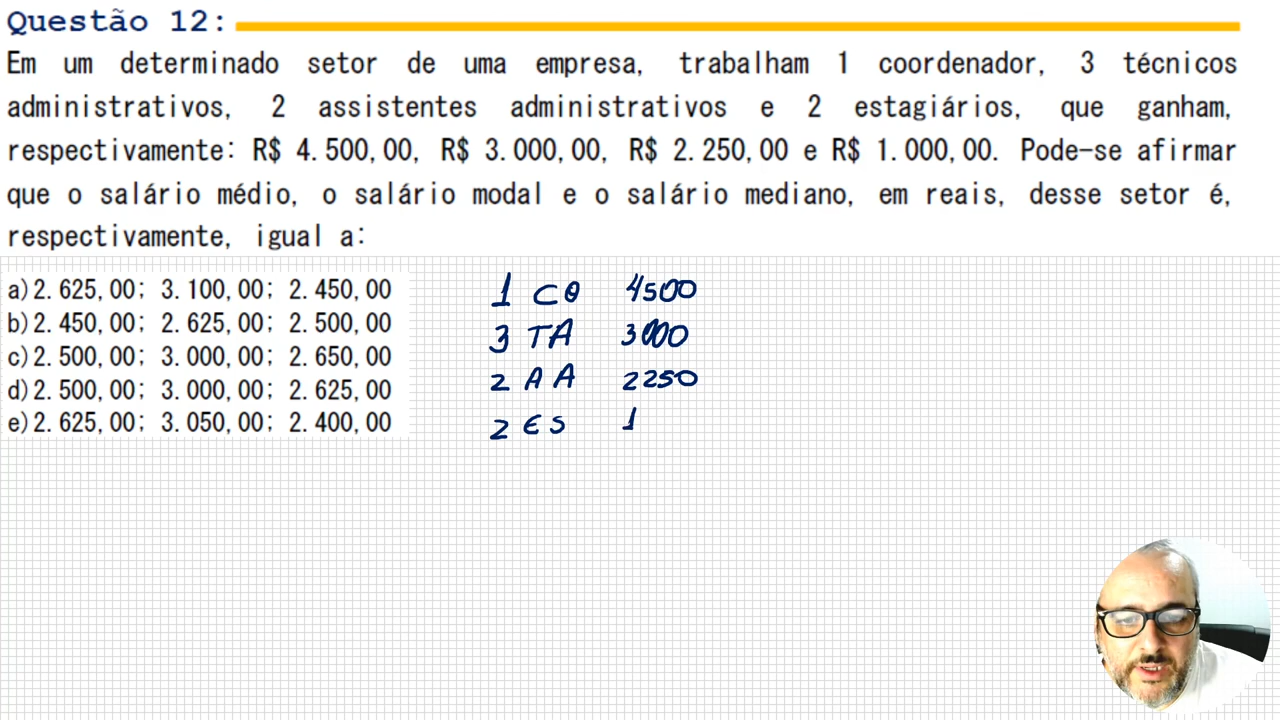 Questão 12:
Em um determinado setor de uma empresa, trabalham 1 coordenador, 3 técnicos
administrativos, 2 assistentes administrativos e 2 estagiários, que ganham,
respectivamente: R$ 4.500,00, R$ 3.000,00, R$ 2.250,00 e R$ 1.000,00. Pode-se afirmar
que o salário médio, o salário modal e o salário mediano, em reais, desse setor é,
respectivamente, igual a:
a)2.625,00; 3.100,00; 2.450,00
b)2.450,00; 2.625,00; 2.500,00
c)2.500,00; 3.000,00; 2.650,00
d)2.500,00; 3.000,00; 2.625,00
e)2.625,00; 3.050,00; 2.400,00
1 CO 4500
3 TA 3000
2 AA 2250
2 ES 1